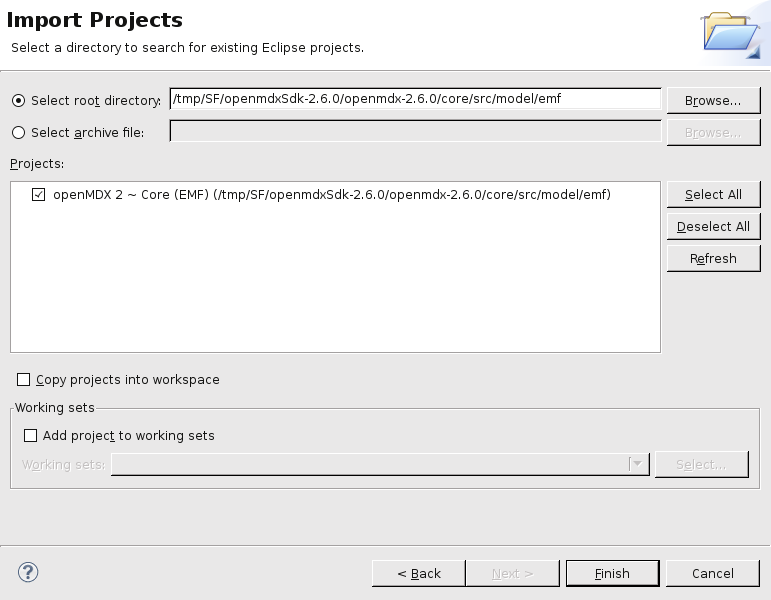 Import Projects
Select a directory to search for existing Eclipse projects.
Select root directory: /tmp/SF/openmdxSdk-2.6.0/openmdx-2.6.0/core/src/model/emf Browse...
Select archive file: Browse...
Projects:
openMDX 2 ~ Core (EMF) (/tmp/SF/openmdxSdk-2.6.0/openmdx-2.6.0/core/src/model/emf) Select All
Deselect All
Refresh
Copy projects into workspace
Working sets
Add project to working sets
Working sets: Select...
? < Back Next > Finish Cancel